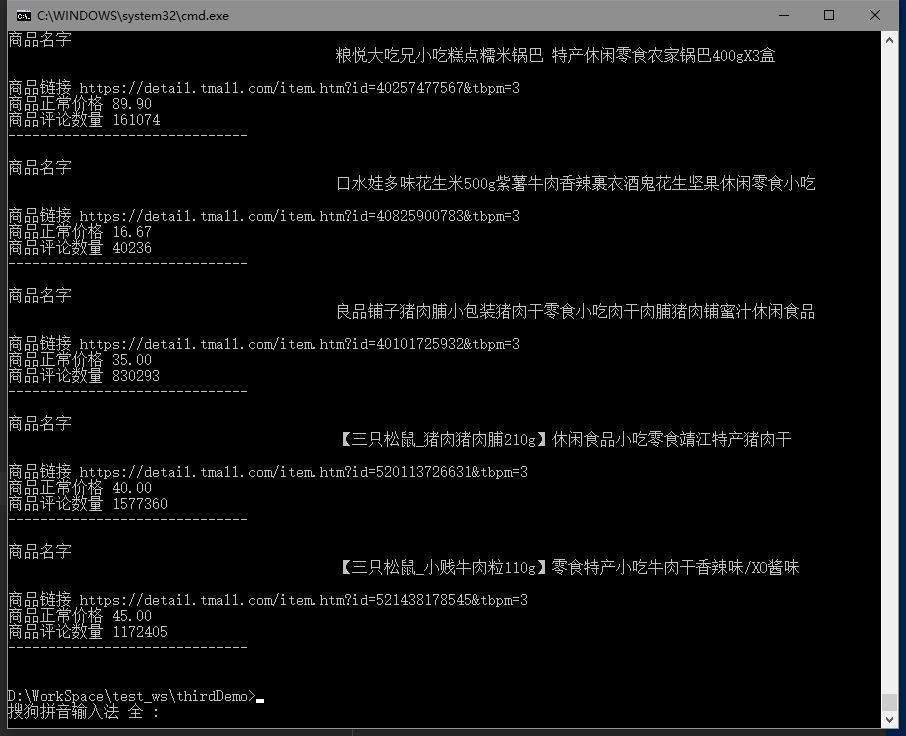 C:\WINDOWS\system32\cmd.exe
商品名字
粮悦大吃兄小吃糕点糯米锅巴 特产休闲零食农家锅巴400gX3盒
商品链接 https://detail.tmall.com/item.htm?id=40257477567&tbpm=3
商品正常价格 89.90
商品评论数量 161074
------------------------------
商品名字
口水娃多味花生米500g紫薯牛肉香辣裹衣酒鬼花生坚果休闲零食小吃
商品链接 https://detail.tmall.com/item.htm?id=40825900783&tbpm=3
商品正常价格 16.67
商品评论数量 40236
------------------------------
商品名字
良品铺子猪肉脯小包装猪肉干零食小吃肉干肉脯猪肉铺蜜汁休闲食品
商品链接 https://detail.tmall.com/item.htm?id=40101725932&tbpm=3
商品正常价格 35.00
商品评论数量 830293
------------------------------
商品名字
【三只松鼠_猪肉猪肉脯210g】休闲食品小吃零食靖江特产猪肉干
商品链接 https://detail.tmall.com/item.htm?id=520113726631&tbpm=3
商品正常价格 40.00
商品评论数量 1577360
------------------------------
商品名字
【三只松鼠_小贱牛肉粒110g】零食特产小吃牛肉干香辣味/XO酱味
商品链接 https://detail.tmall.com/item.htm?id=521438178545&tbpm=3
商品正常价格 45.00
商品评论数量 1172405
------------------------------
D:\WorkSpace\test_ws\thirdDemo>
搜狗拼音输入法 全 :